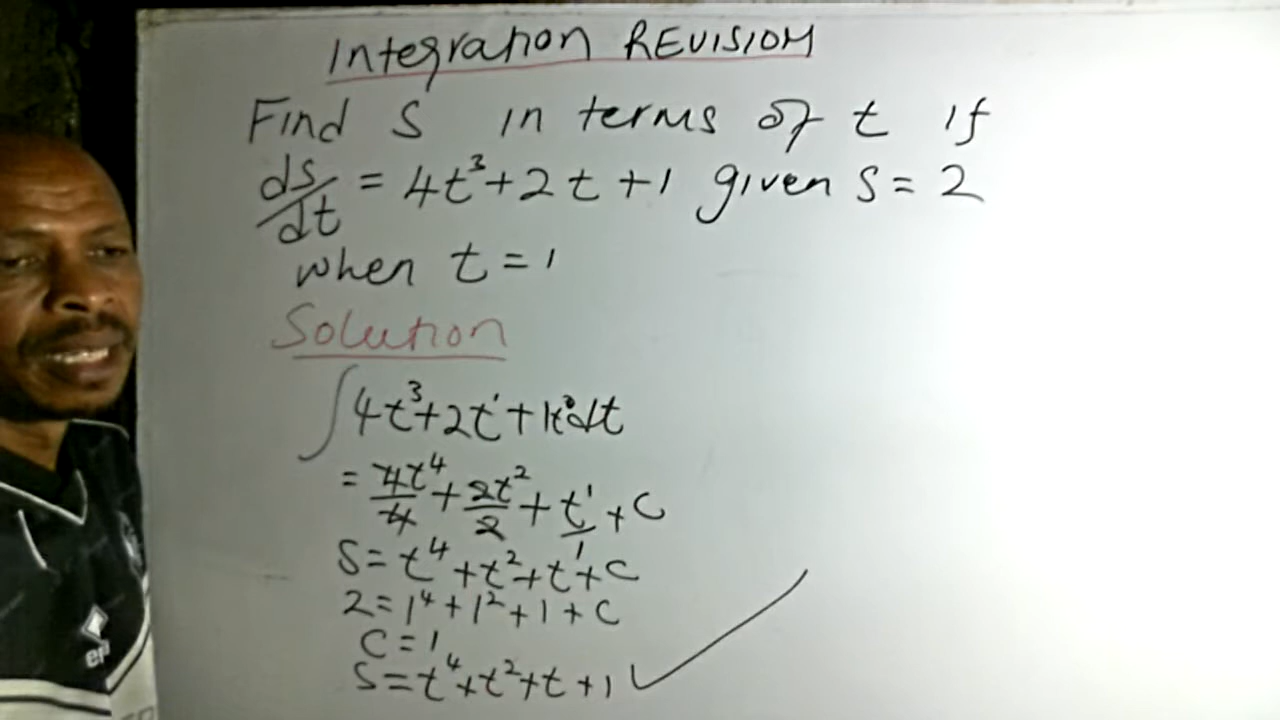 Integration REVISION
Find S in terms of t if
ds/dt = 4t³+2t+1 given S=2
when t=1
Solution
∫4t³+2t¹+1t⁰dt
= 4t⁴/4 + 2t²/2 + t¹/1 + C
S=t⁴+t²+t¹+C
2=1⁴+1²+1+C
C=1
S=t⁴+t²+t+1 ✓